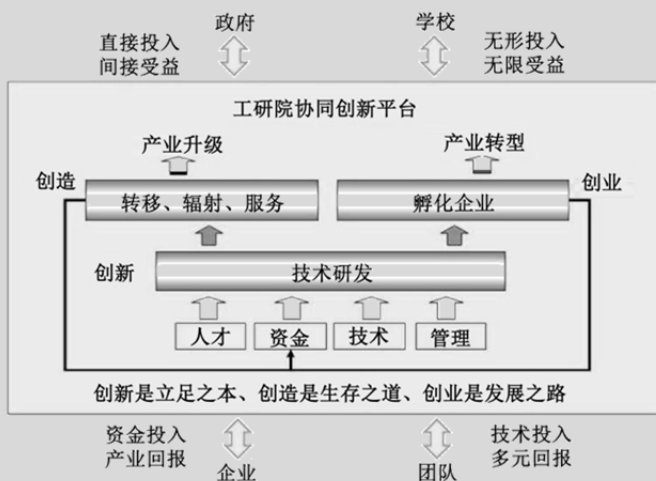 政府
学校
直接投入
间接受益
无形投入
无限受益
工研院协同创新平台
产业升级
产业转型
创造
创业
转移、辐射、服务
孵化企业
创新
技术研发
人才
资金
技术
管理
创新是立足之本、创造是生存之道、创业是发展之路
资金投入
产业回报
技术投入
多元回报
企业
团队